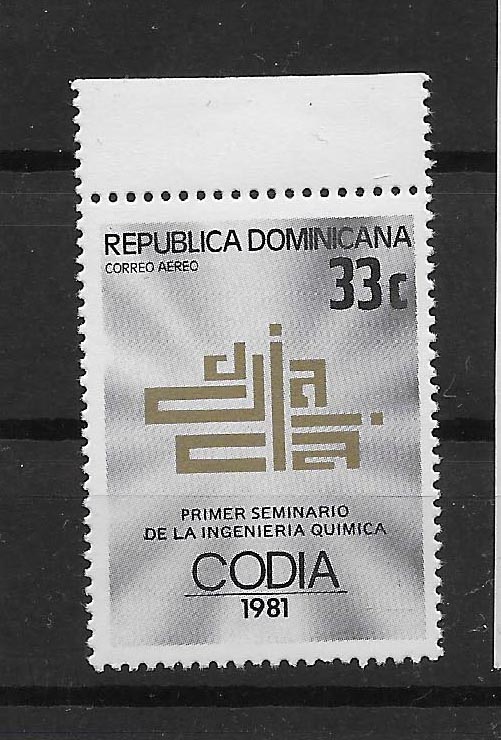 REPUBLICA DOMINICANA
CORREO AEREO
33c
PRIMER SEMINARIO
DE LA INGENIERIA QUIMICA
CODIA
1981